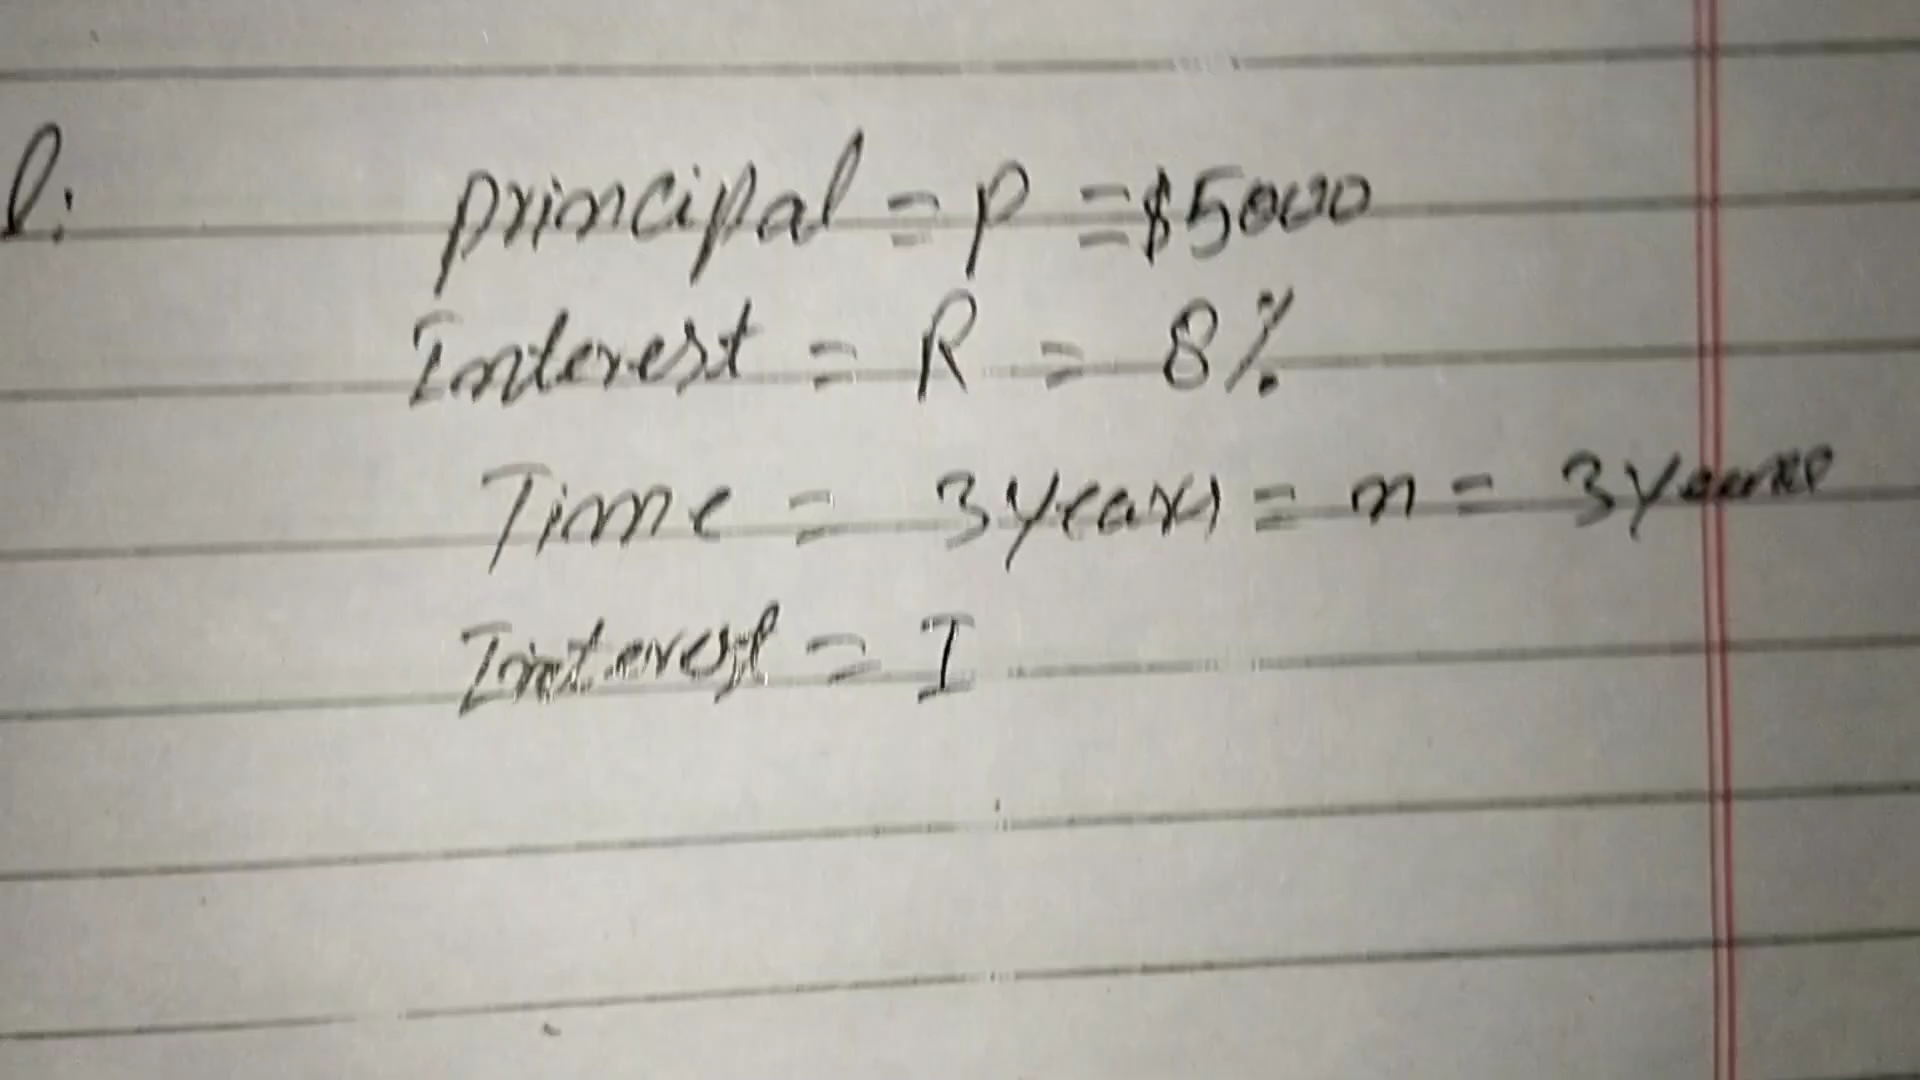 l:
principal = p = $5000
Interest = R = 8%
Time = 3 years = n = 3 years
Interest = I